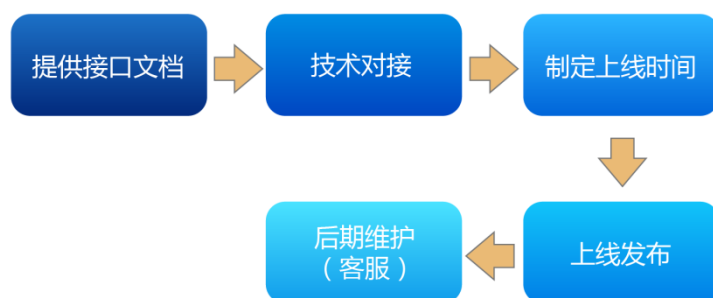 提供接口文档
技术对接
制定上线时间
上线发布
后期维护
（客服）